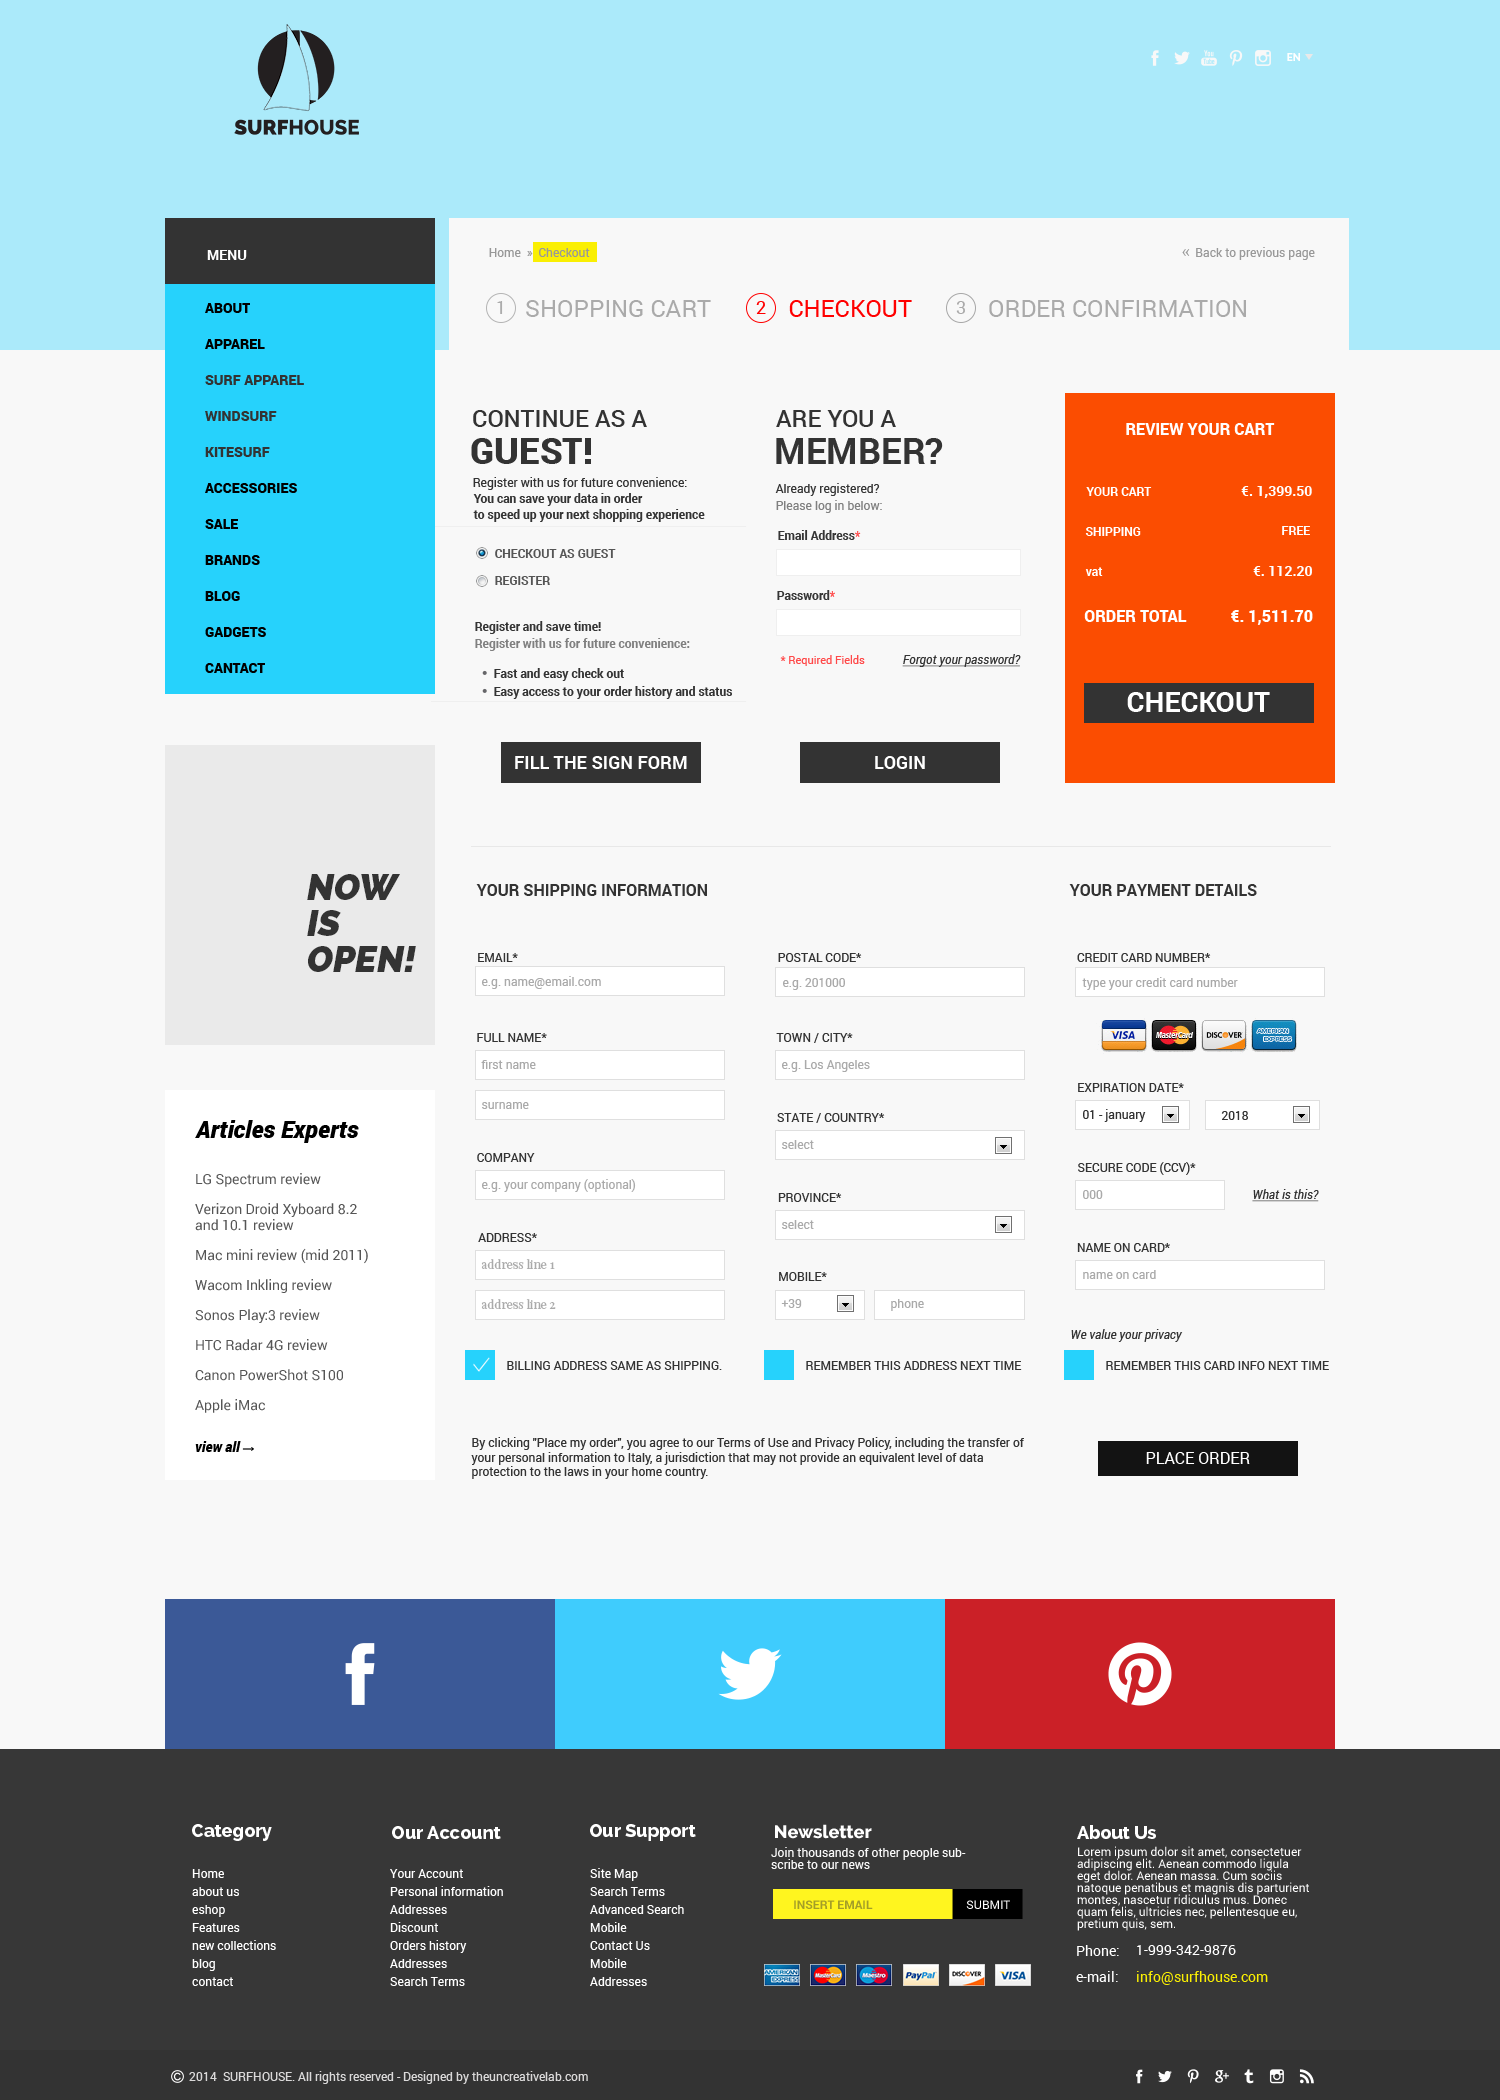 SURFHOUSE
EN
MENU
ABOUT
APPAREL
SURF APPAREL
WINDSURF
KITESURF
ACCESSORIES
SALE
BRANDS
BLOG
GADGETS
CANTACT
Home » Checkout
« Back to previous page
1 SHOPPING CART
2 CHECKOUT
3 ORDER CONFIRMATION
CONTINUE AS A
GUEST!
Register with us for future convenience:
You can save your data in order
to speed up your next shopping experience
CHECKOUT AS GUEST
REGISTER
Register and save time!
Register with us for future convenience:
• Fast and easy check out
• Easy access to your order history and status
FILL THE SIGN FORM
ARE YOU A
MEMBER?
Already registered?
Please log in below:
Email Address*
Password*
* Required Fields
Forgot your password?
LOGIN
REVIEW YOUR CART
YOUR CART €. 1,399.50
SHIPPING FREE
vat €. 112.20
ORDER TOTAL €. 1,511.70
CHECKOUT
NOW
IS
OPEN!
Articles Experts
LG Spectrum review
Verizon Droid Xyboard 8.2
and 10.1 review
Mac mini review (mid 2011)
Wacom Inkling review
Sonos Play:3 review
HTC Radar 4G review
Canon PowerShot S100
Apple iMac
view all→
YOUR SHIPPING INFORMATION
EMAIL*
e.g. name@email.com
FULL NAME*
first name
surname
COMPANY
e.g. your company (optional)
ADDRESS*
address line 1
address line 2
BILLING ADDRESS SAME AS SHIPPING.
POSTAL CODE*
e.g. 201000
TOWN / CITY*
e.g. Los Angeles
STATE / COUNTRY*
select
PROVINCE*
select
MOBILE*
+39
phone
REMEMBER THIS ADDRESS NEXT TIME
YOUR PAYMENT DETAILS
CREDIT CARD NUMBER*
type your credit card number
VISA MasterCard DISCOVER AMERICAN EXPRESS
EXPIRATION DATE*
01 - january
2018
SECURE CODE (CCV)*
000
What is this?
NAME ON CARD*
name on card
We value your privacy
REMEMBER THIS CARD INFO NEXT TIME
By clicking "Place my order", you agree to our Terms of Use and Privacy Policy, including the transfer of
your personal information to Italy, a jurisdiction that may not provide an equivalent level of data
protection to the laws in your home country.
PLACE ORDER
Category
Home
about us
eshop
Features
new collections
blog
contact
Our Account
Your Account
Personal information
Addresses
Discount
Orders history
Addresses
Search Terms
Our Support
Site Map
Search Terms
Advanced Search
Mobile
Contact Us
Mobile
Addresses
Newsletter
Join thousands of other people sub-
scribe to our news
INSERT EMAIL
SUBMIT
AMERICAN EXPRESS MasterCard Maestro PayPal DISCOVER VISA
About Us
Lorem ipsum dolor sit amet, consectetuer
adipiscing elit. Aenean commodo ligula
eget dolor. Aenean massa. Cum sociis
natoque penatibus et magnis dis parturient
montes, nascetur ridiculus mus. Donec
quam felis, ultricies nec, pellentesque eu,
pretium quis, sem.
Phone: 1-999-342-9876
e-mail: info@surfhouse.com
© 2014 SURFHOUSE. All rights reserved - Designed by theuncreativelab.com